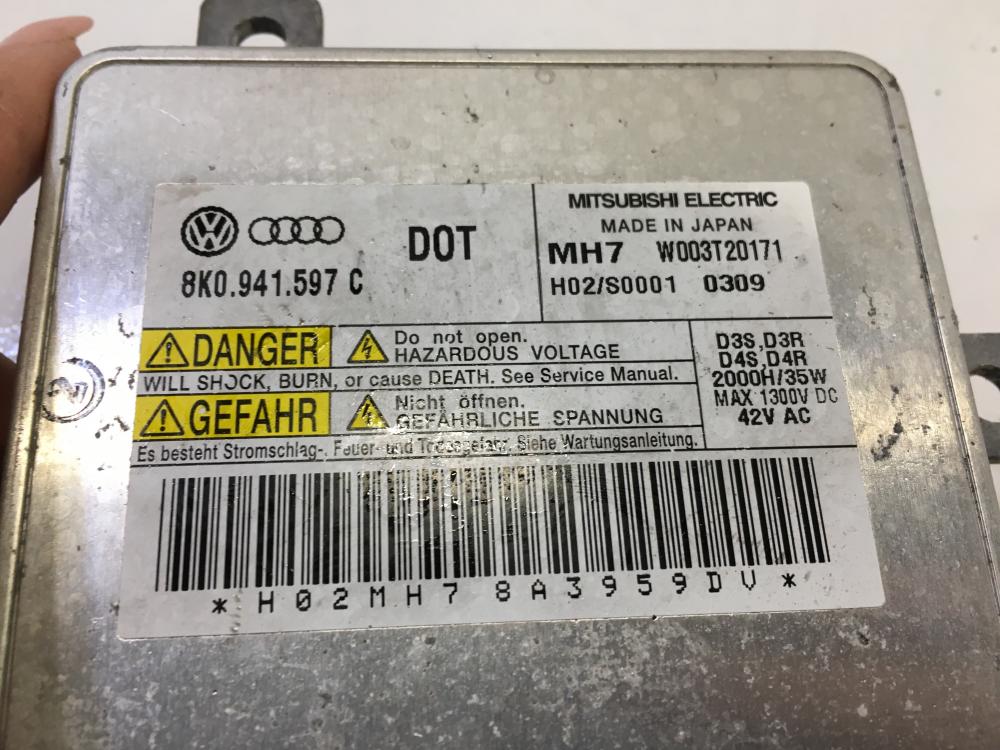 8K0.941.597 C
DOT
MITSUBISHI ELECTRIC
MADE IN JAPAN
MH7 W003T20171
H02/S0001 0309
DANGER
Do not open.
HAZARDOUS VOLTAGE
WILL SHOCK, BURN, or cause DEATH. See Service Manual.
GEFAHR
Nicht öffnen.
GEFÄHRLICHE SPANNUNG
Es besteht Stromschlag-, Feuer- und Todesgefahr. Siehe Wartungsanleitung.
D3S,D3R
D4S,D4R
2000H/35W
MAX 1300V DC
42V AC
*H02MH78A3959DV*